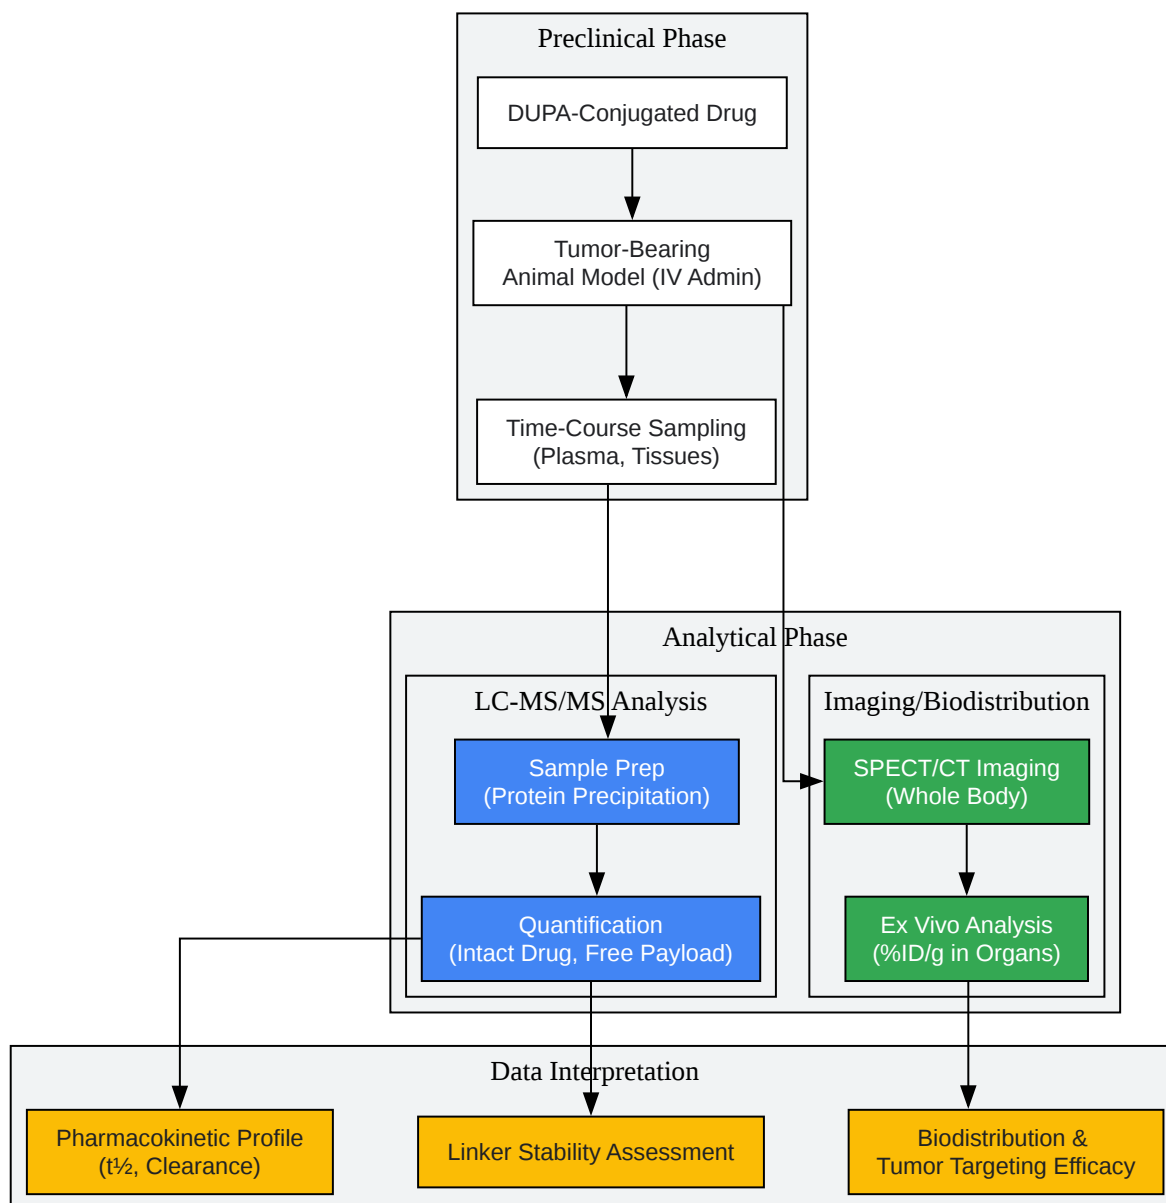 Preclinical Phase
DUPA-Conjugated Drug
Tumor-Bearing
Animal Model (IV Admin)
Time-Course Sampling
(Plasma, Tissues)
Analytical Phase
LC-MS/MS Analysis
Sample Prep
(Protein Precipitation)
Quantification
(Intact Drug, Free Payload)
Imaging/Biodistribution
SPECT/CT Imaging
(Whole Body)
Ex Vivo Analysis
(%ID/g in Organs)
Data Interpretation
Pharmacokinetic Profile
(t½, Clearance)
Linker Stability Assessment
Biodistribution &
Tumor Targeting Efficacy